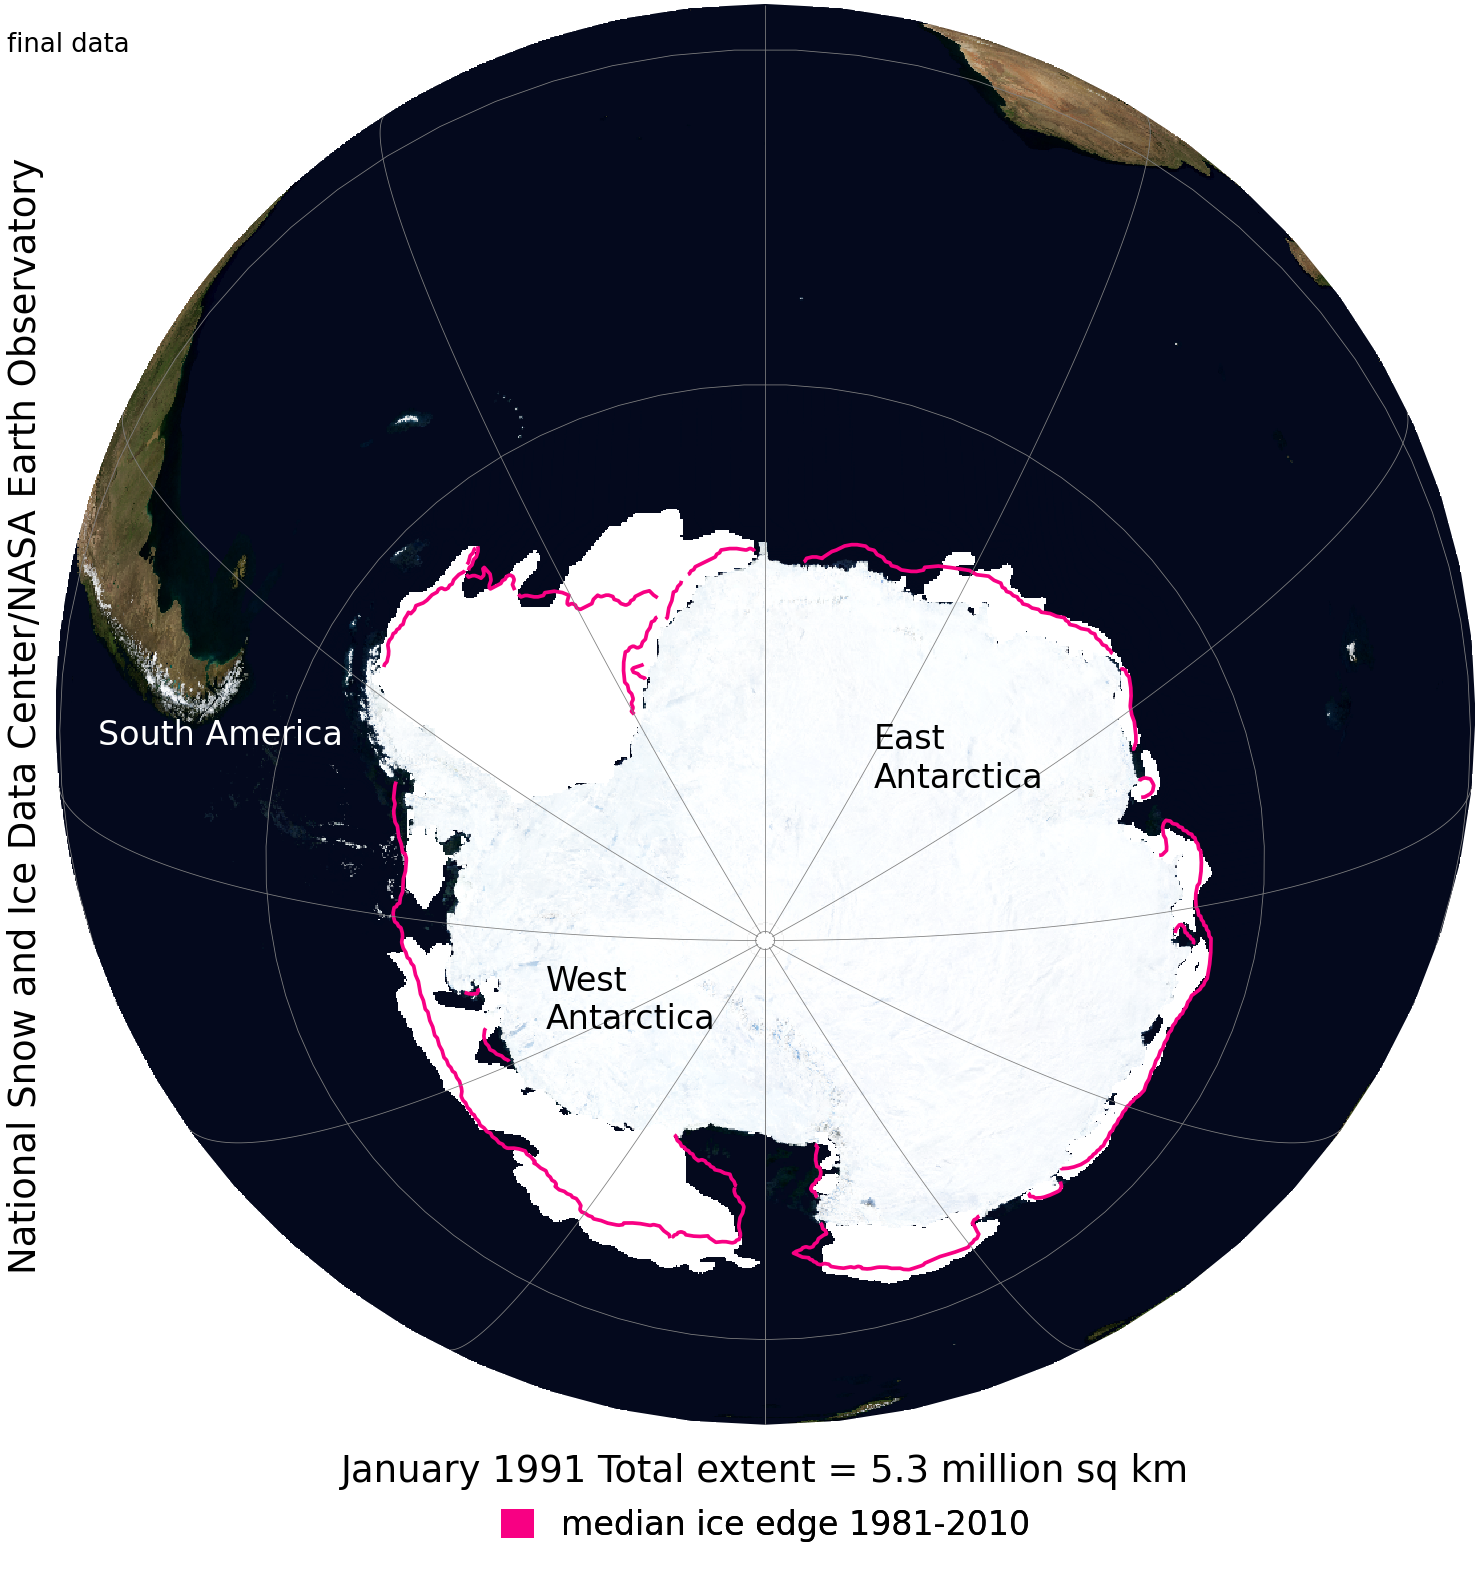 final data
National Snow and Ice Data Center/NASA Earth Observatory
South America
East
Antarctica
West
Antarctica
January 1991 Total extent = 5.3 million sq km
median ice edge 1981-2010